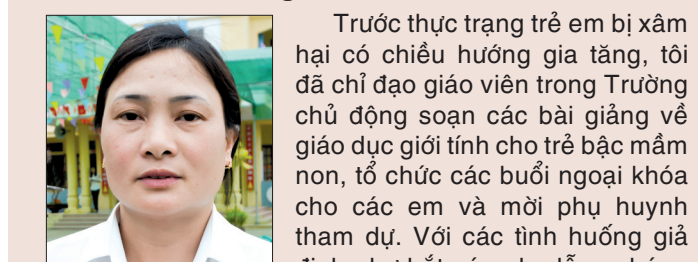 Trước thực trạng trẻ em bị xâm
hại có chiều hướng gia tăng, tôi
đã chỉ đạo giáo viên trong Trường
chủ động soạn các bài giảng về
giáo dục giới tính cho trẻ bậc mầm
non, tổ chức các buổi ngoại khóa
cho các em và mời phụ huynh
tham dự. Với các tình huống giả